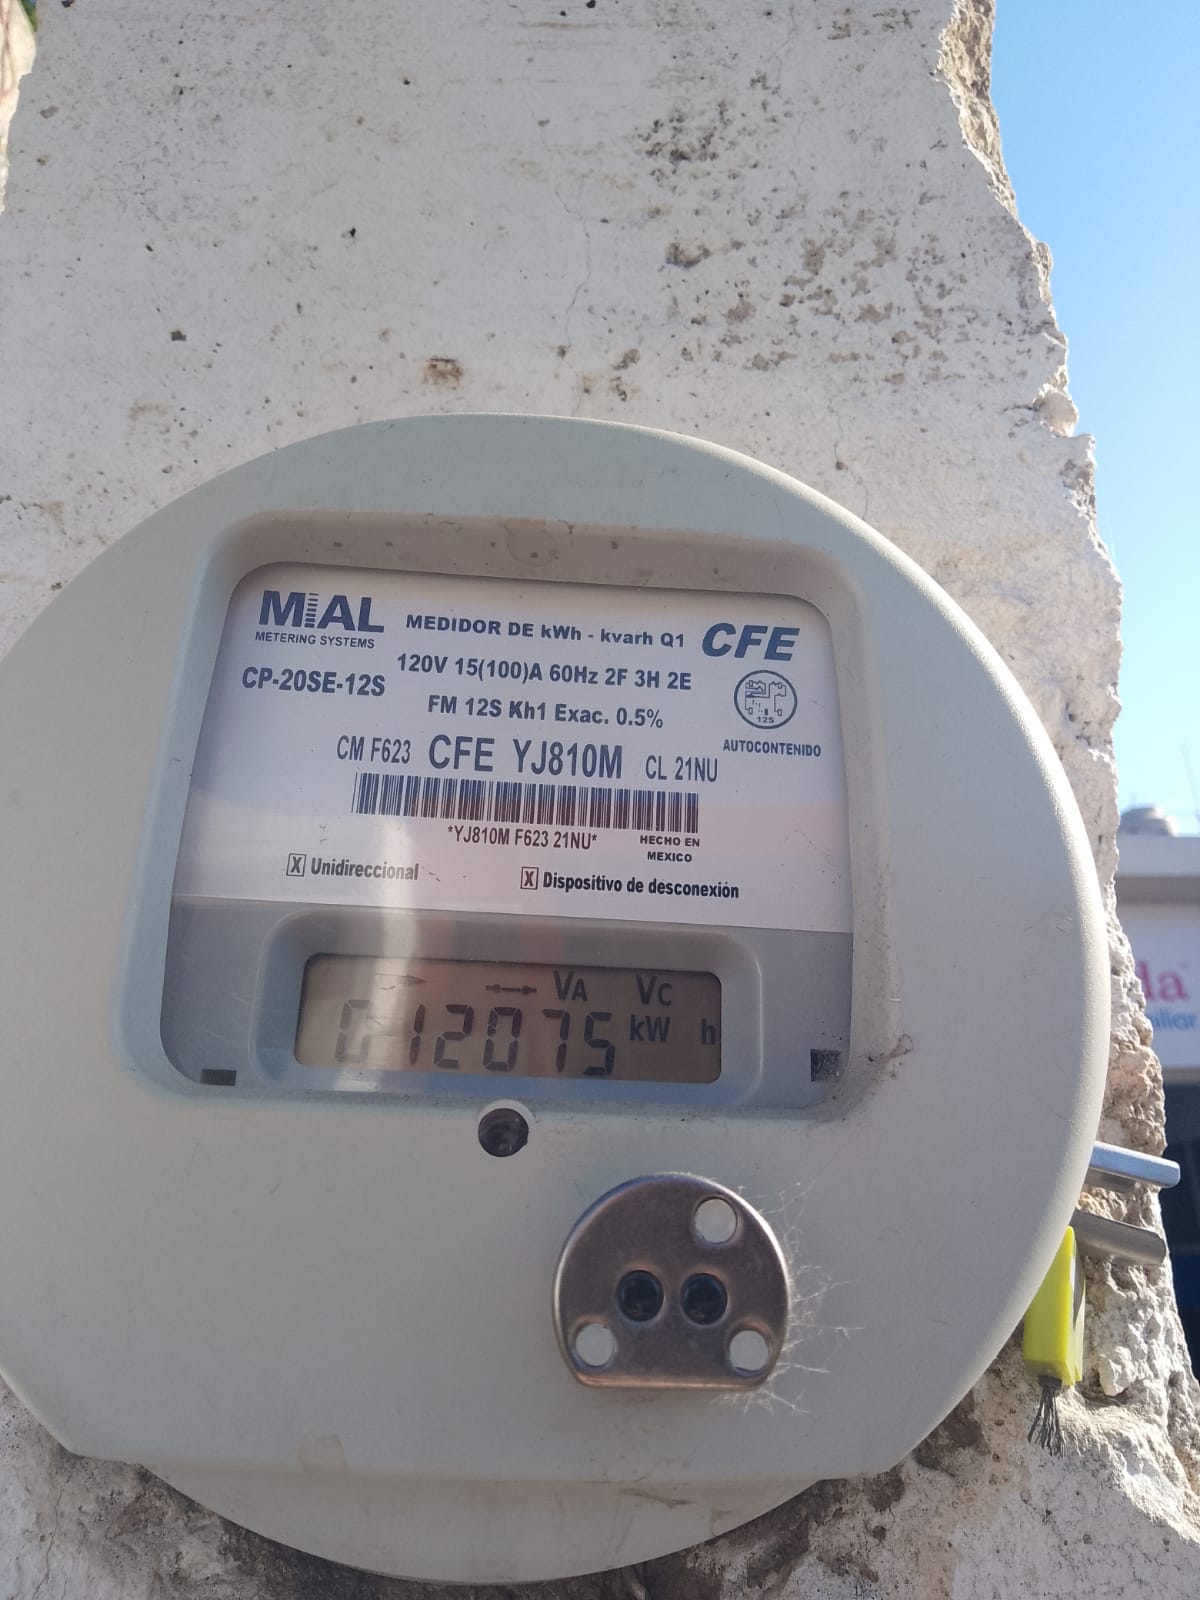 MIAL
METERING SYSTEMS
MEDIDOR DE kWh - kvarh Q1
CFE
CP-20SE-12S
120V 15(100)A 60Hz 2F 3H 2E
FM 12S Kh1 Exac. 0.5%
12S
AUTOCONTENIDO
CM F623 CFE YJ810M CL 21NU
*YJ810M F623 21NU*
HECHO EN
MEXICO
X Unidireccional
X Dispositivo de desconexión
VA VC
012075 kW h